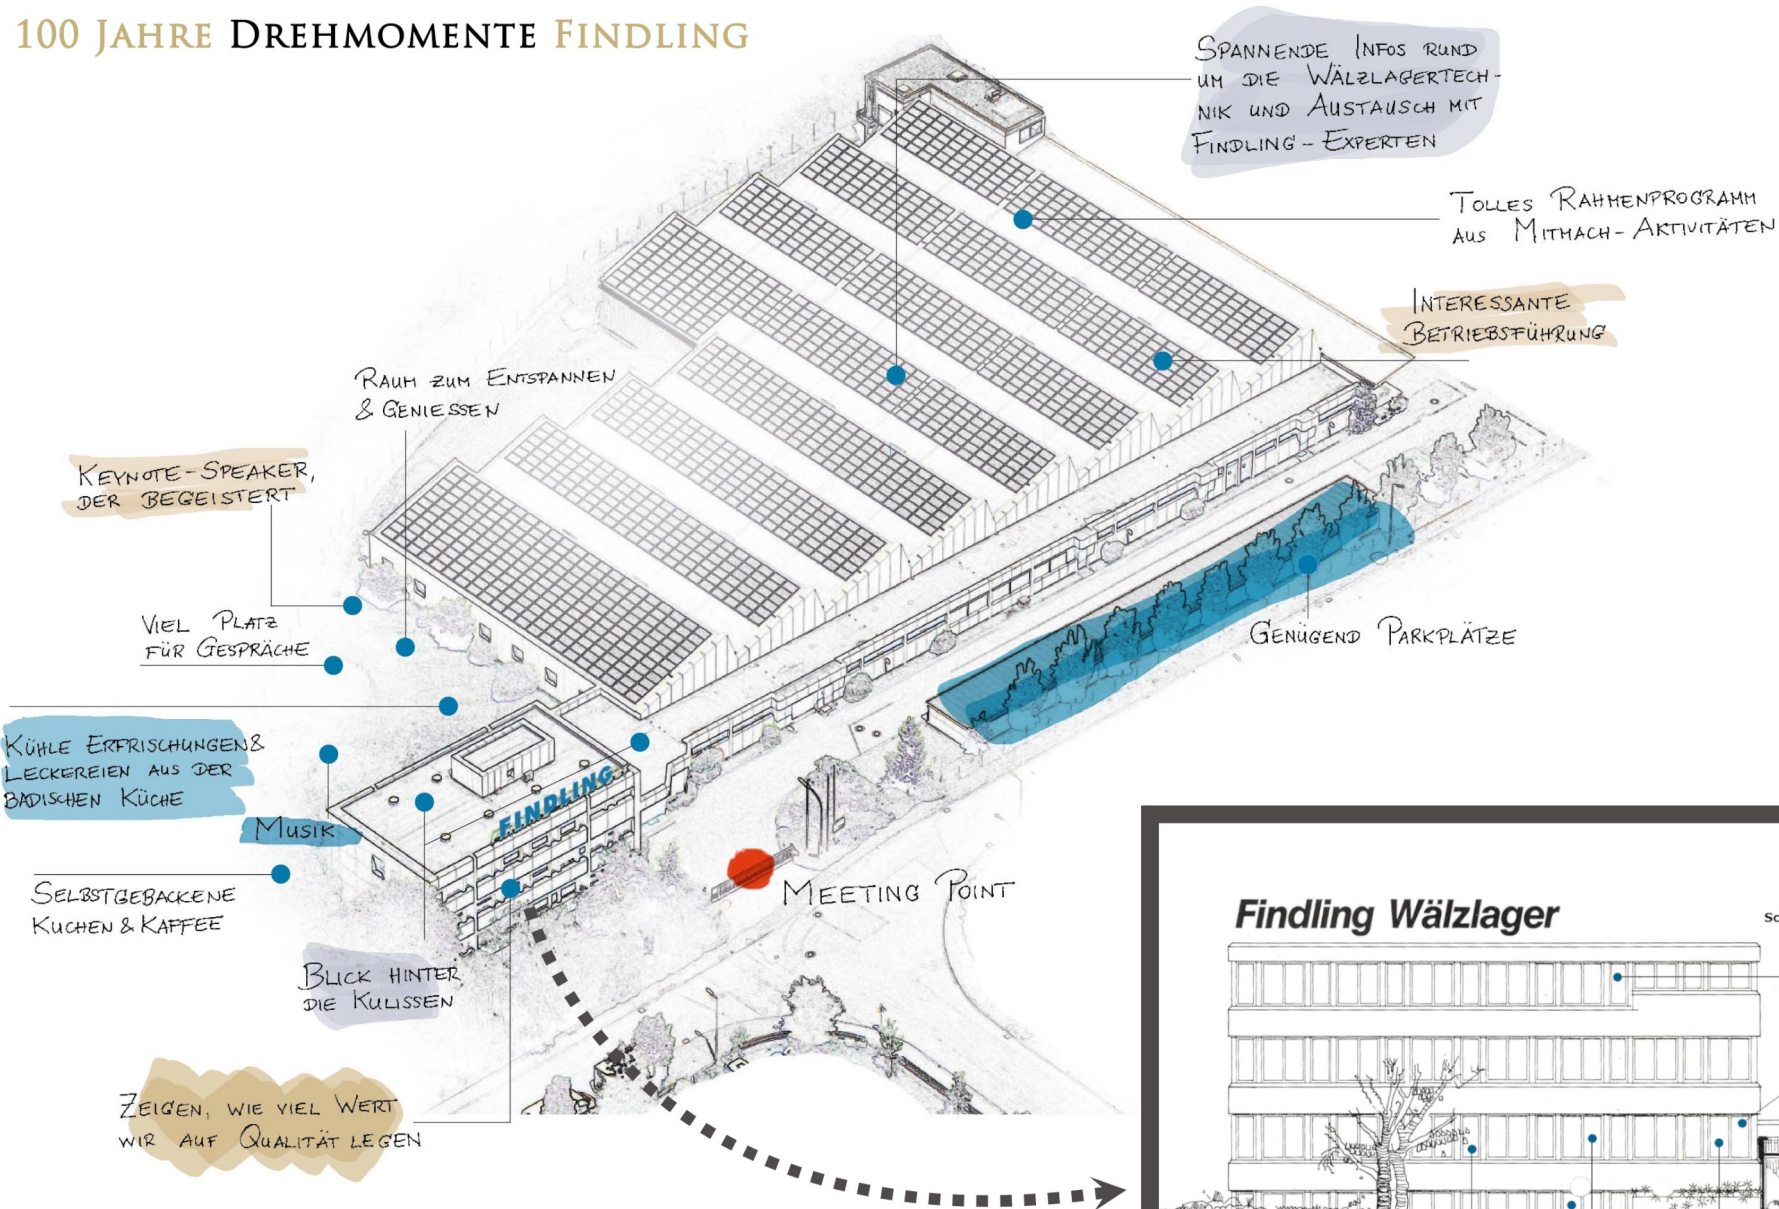 100 JAHRE DREHMOMENTE FINDLING
SPANNENDE INFOS RUND
UM DIE WÄLZLAGERTECH-
NIK UND AUSTAUSCH MIT
FINDLING - EXPERTEN
TOLLES RAHMENPROGRAMM
AUS MITMACH - AKTIVITÄTEN
INTERESSANTE
BETRIEBSFÜHRUNG
RAUM ZUM ENTSPANNEN
& GENIESSEN
KEYNOTE - SPEAKER,
DER BEGEISTERT
VIEL PLATZ
FÜR GESPRÄCHE
GENÜGEND PARKPLÄTZE
KÜHLE ERFRISCHUNGEN &
LECKEREIEN AUS DER
BADISCHEN KÜCHE
FINDLING
MUSIK
SELBSTGEBACKENE
KUCHEN & KAFFEE
MEETING POINT
BLICK HINTER
DIE KULISSEN
ZEIGEN, WIE VIEL WERT
WIR AUF QUALITÄT LEGEN
Findling Wälzlager